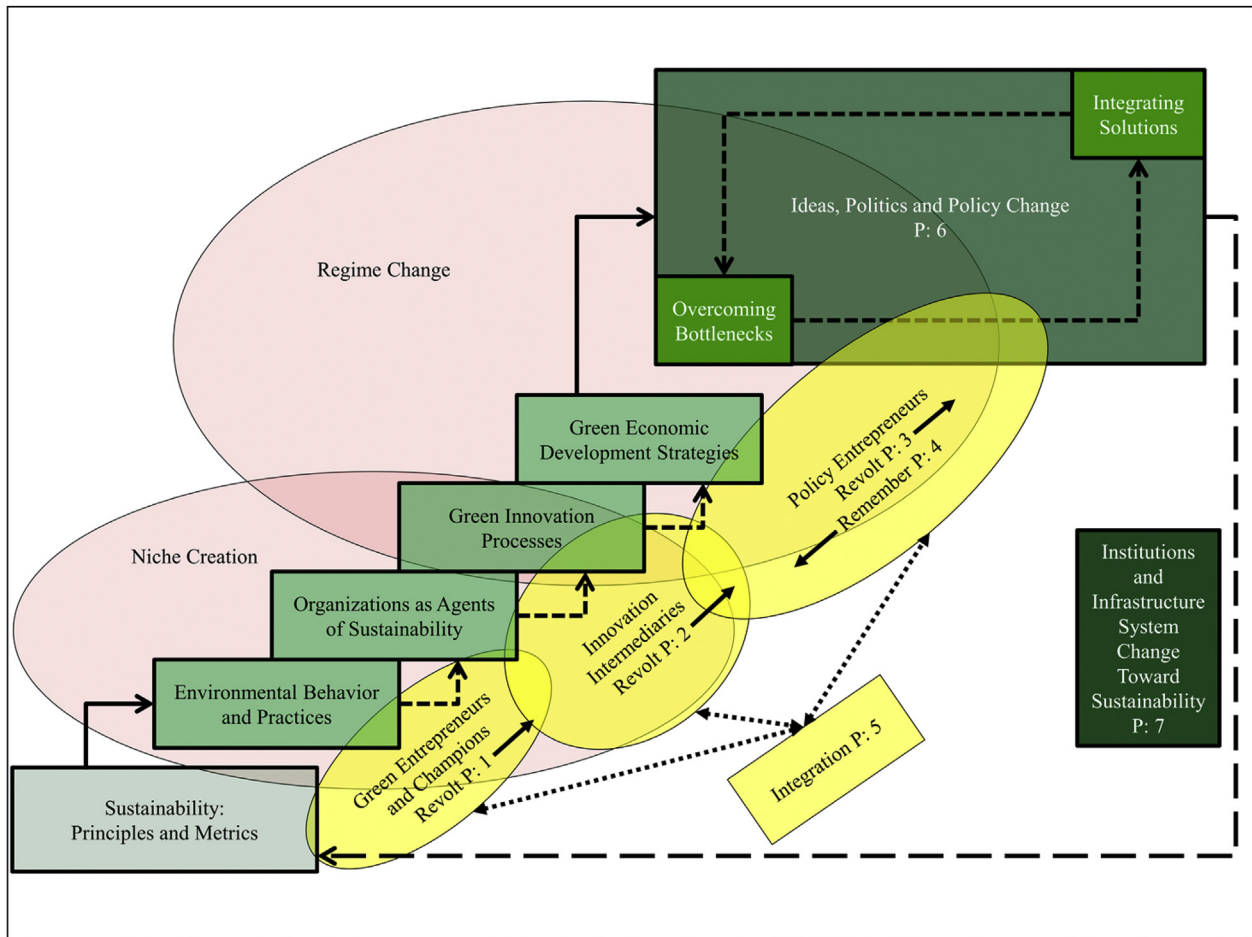 Integrating
Solutions
Ideas, Politics and Policy Change
P: 6
Overcoming
Bottlenecks
Regime Change
Green Economic
Development Strategies
Policy Entrepreneurs
Revolt P: 3
Remember P: 4
Green Innovation
Processes
Niche Creation
Organizations as Agents
of Sustainability
Innovation
Intermediaries
Revolt P: 2
Institutions
and
Infrastructure
System
Change
Toward
Sustainability
P: 7
Environmental Behavior
and Practices
Green Entrepreneurs
and Champions
Revolt P: 1
Integration P: 5
Sustainability:
Principles and Metrics